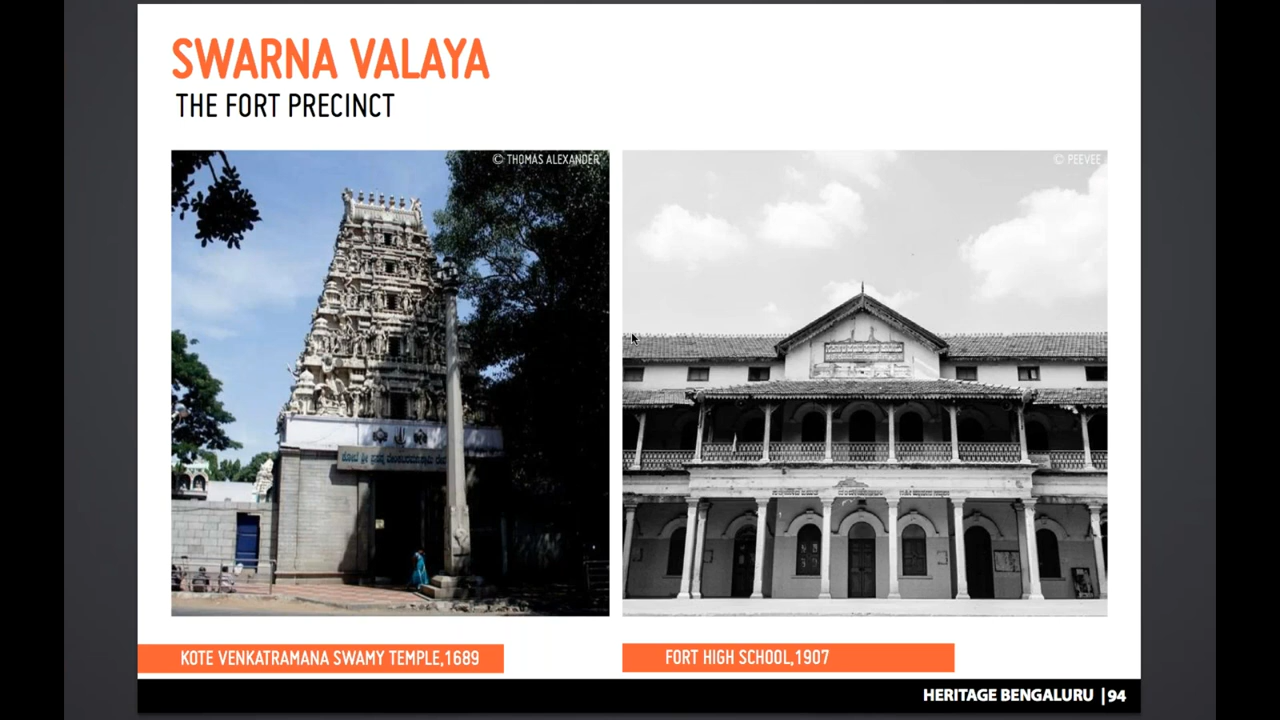 SWARNA VALAYA
THE FORT PRECINCT
© THOMAS ALEXANDER
© PEEVEE
KOTE VENKATRAMANA SWAMY TEMPLE,1689
FORT HIGH SCHOOL,1907
HERITAGE BENGALURU |94